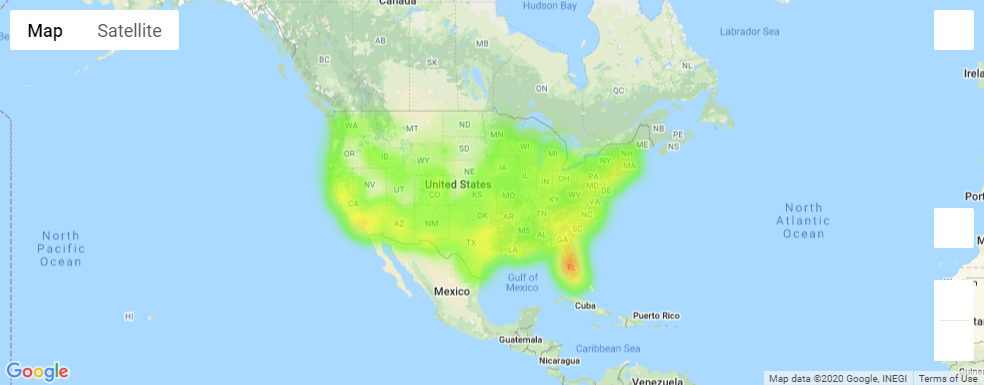 Canada
Map
Satellite
Hudson Bay
Labrador Sea
AB
MB
SK
BC
NL
ON
QC
Irel
WA
MT
ND
MN
NB
PE
NS
ME
OR
ID
SD
WI
MI
NH
NY
MA
WY
NE
IA
NV
UT
United States
CO
KS
IL
IN
OH
PA
MD
DE
MO
KY
WV
VA
CA
AZ
NM
OK
AR
TN
NC
SC
MS
AL
GA
TX
LA
FL
North
Pacific
Ocean
North
Atlantic
Ocean
Port
Gulf of
Mexico
Mexico
Cuba
HI
Puerto Rico
Guatemala
Caribbean Sea
Nicaragua
Venezuela
Google
Map data ©2020 Google, INEGI
Terms of Use